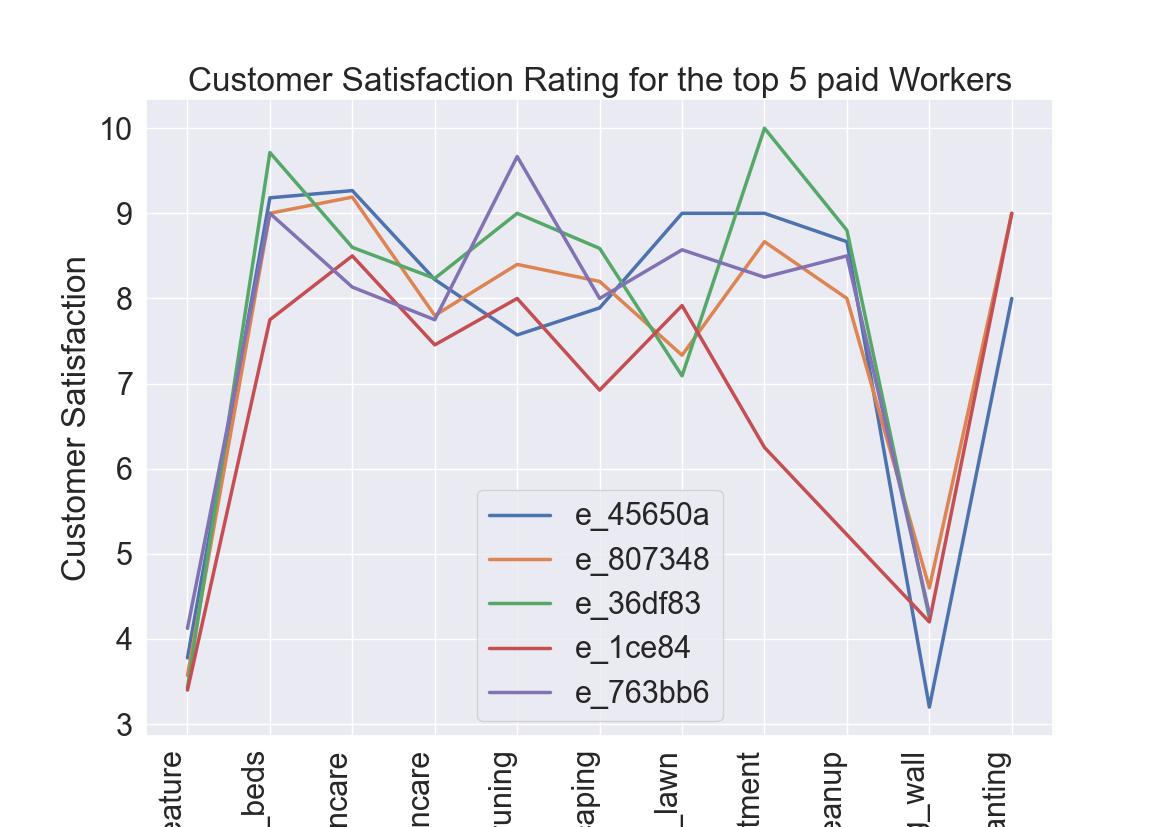 Customer Satisfaction Rating for the top 5 paid Workers
Customer Satisfaction
10
9
8
7
6
5
4
3
e_45650a
e_807348
e_36df83
e_1ce84
e_763bb6
eature
_beds
ncare
ncare
runing
caping
_lawn
tment
eanup
g_wall
anting